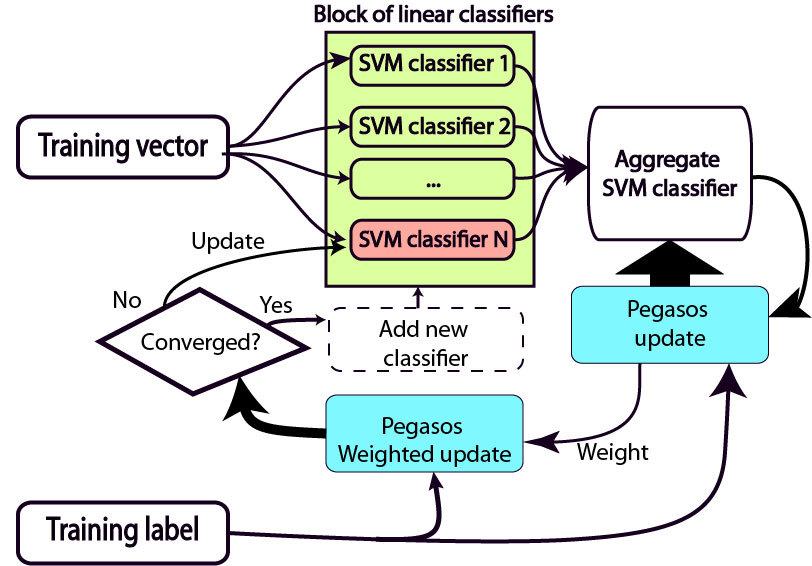 Block of linear classifiers
SVM classifier 1
SVM classifier 2
...
SVM classifier N
Training vector
Aggregate
SVM classifier
Update
No
Yes
Converged?
Add new
classifier
Pegasos
update
Pegasos
Weighted update
Weight
Training label